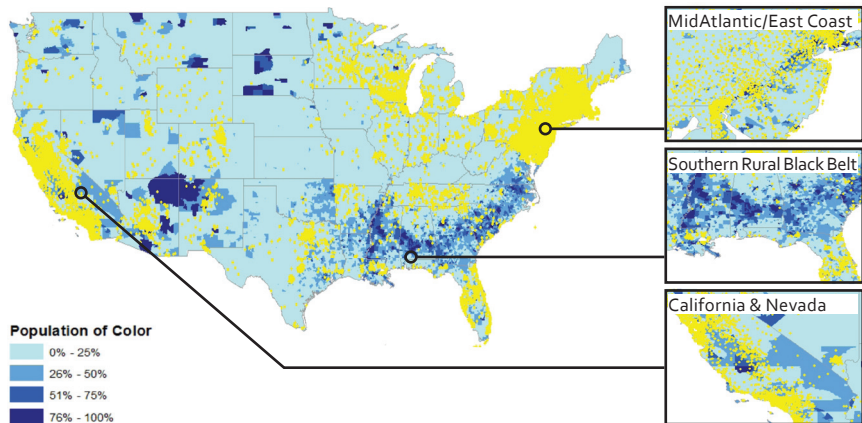 MidAtlantic/East Coast
Southern Rural Black Belt
California & Nevada
Population of Color
0% - 25%
26% - 50%
51% - 75%
76% - 100%